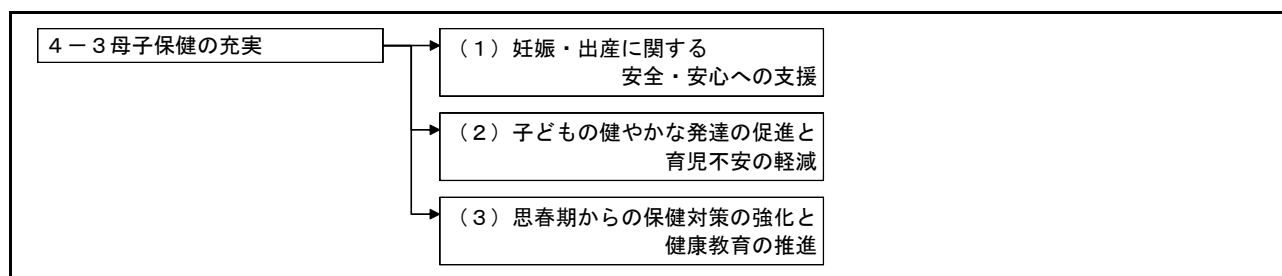 ４－３母子保健の充実
（１）妊娠・出産に関する
安全・安心への支援
（２）子どもの健やかな発達の促進と
育児不安の軽減
（３）思春期からの保健対策の強化と
健康教育の推進